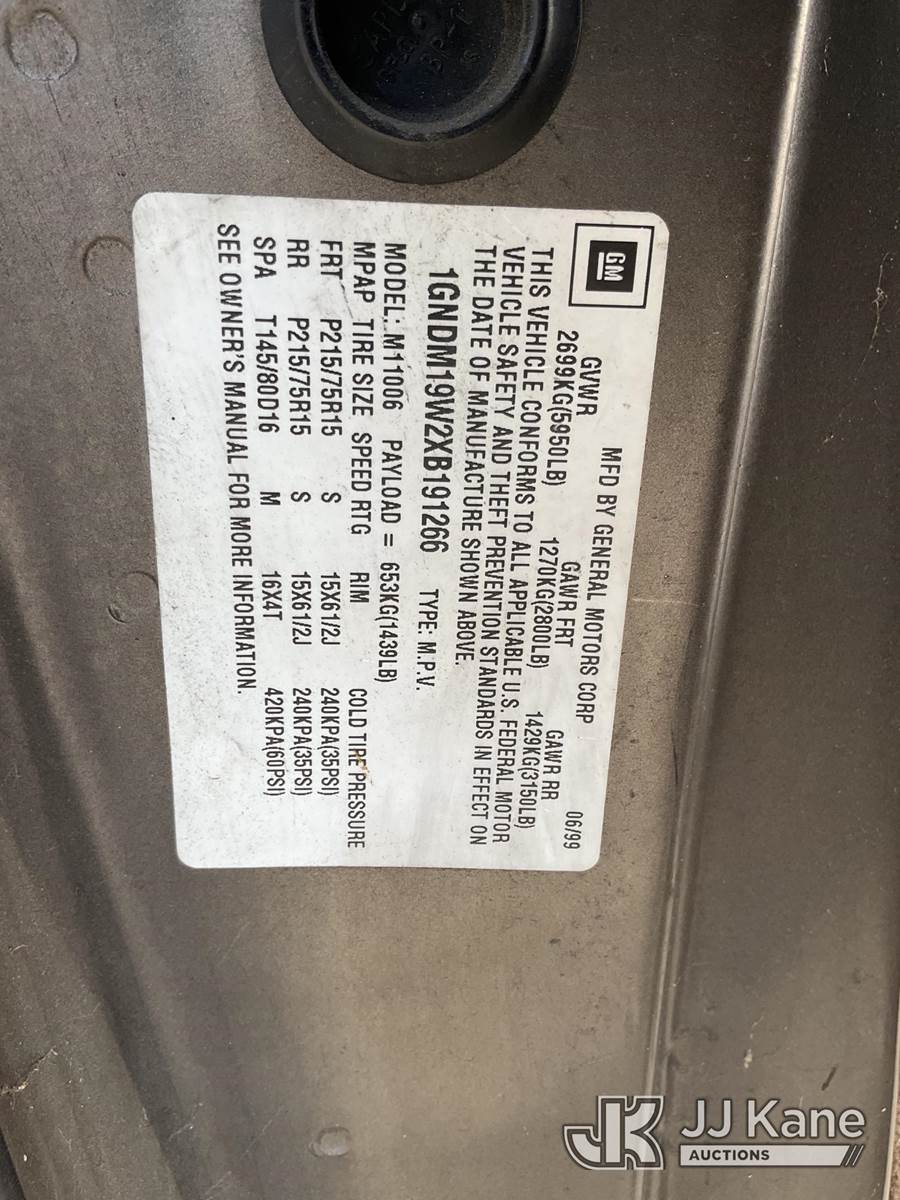 GM
MFD BY GENERAL MOTORS CORP 06/99
GVWR GAWR FRT GAWR RR
2699KG(5950LB) 1270KG(2800LB) 1429KG(3150LB)
THIS VEHICLE CONFORMS TO ALL APPLICABLE U.S. FEDERAL MOTOR
VEHICLE SAFETY AND THEFT PREVENTION STANDARDS IN EFFECT ON
THE DATE OF MANUFACTURE SHOWN ABOVE.
1GNDM19W2XB191266 TYPE: M.P.V.
MODEL: M11006 PAYLOAD = 653KG(1439LB)
MPAP TIRE SIZE SPEED RTG RIM COLD TIRE PRESSURE
FRT P215/75R15 S 15X61/2J 240KPA(35PSI)
RR P215/75R15 S 15X61/2J 240KPA(35PSI)
SPA T145/80D16 M 16X4T 420KPA(60PSI)
SEE OWNER'S MANUAL FOR MORE INFORMATION.
JK JJ Kane
AUCTIONS